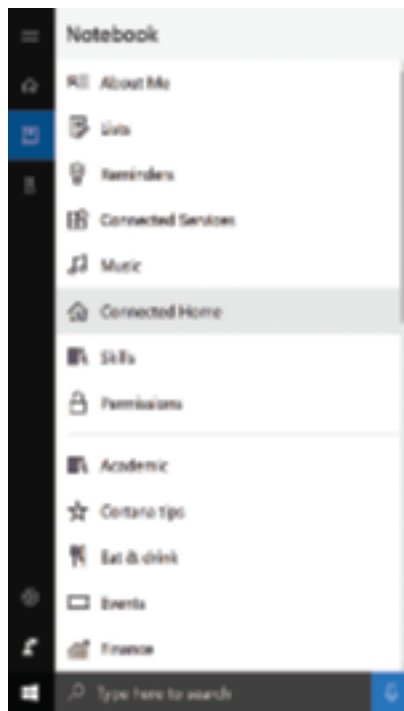 Notebook
About Me
Lists
Reminders
Connected Services
Music
Connected Home
Skills
Permissions
Academic
Cortana tips
Eat & drink
Events
Finance
Type here to search